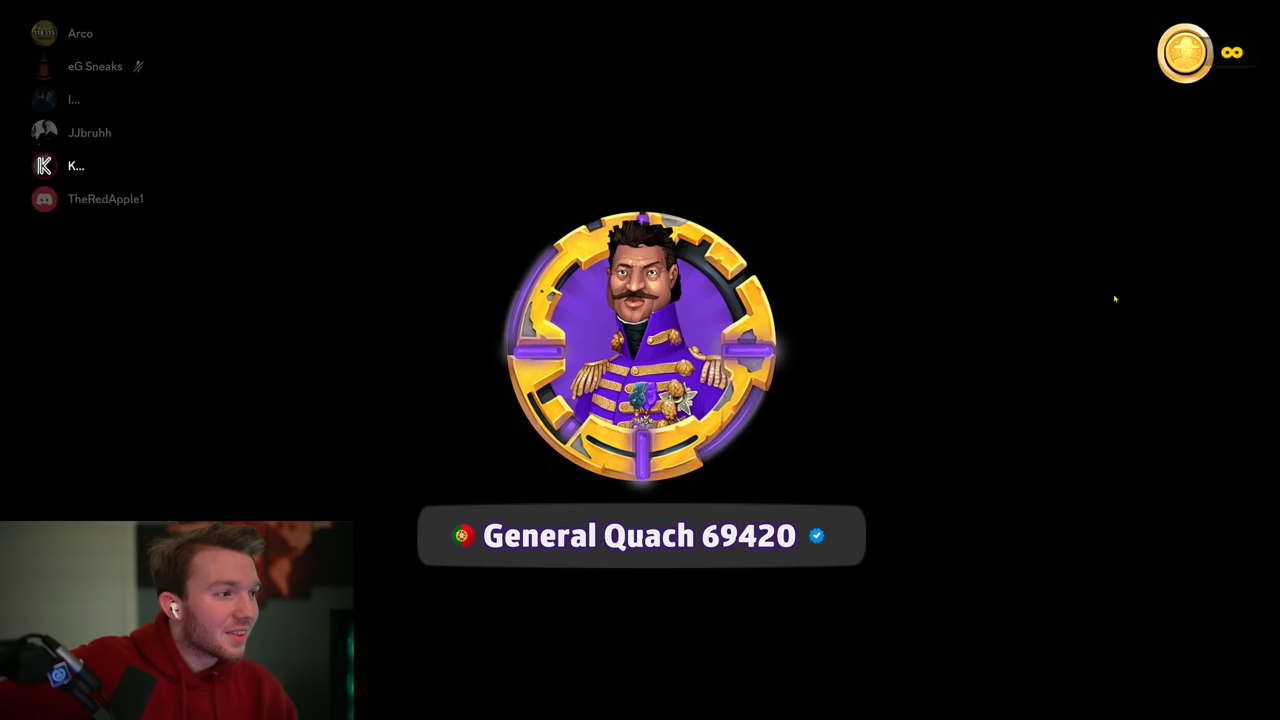 Arco
eG Sneaks
I...
JJbruhh
K...
TheRedApple1
∞
General Quach 69420